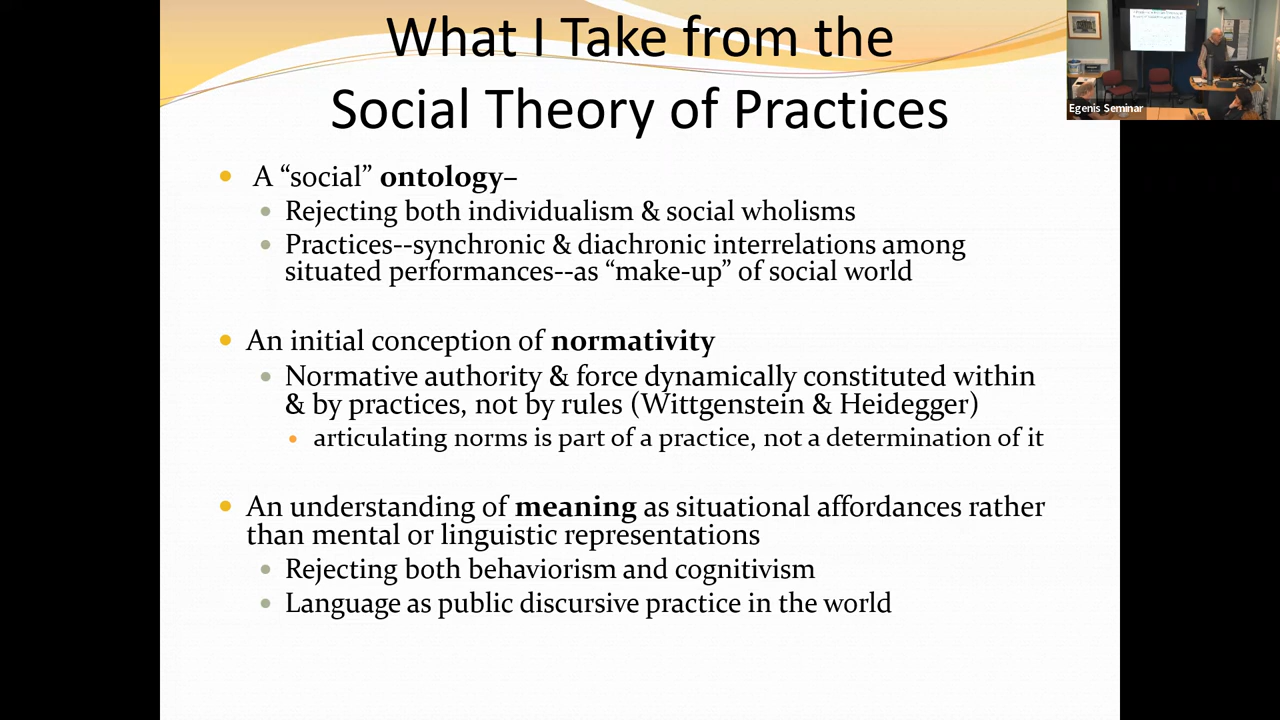 What I Take from the
Social Theory of Practices
Egenis Seminar
• A “social” ontology–
• Rejecting both individualism & social wholisms
• Practices--synchronic & diachronic interrelations among
situated performances--as “make-up” of social world
• An initial conception of normativity
• Normative authority & force dynamically constituted within
& by practices, not by rules (Wittgenstein & Heidegger)
• articulating norms is part of a practice, not a determination of it
• An understanding of meaning as situational affordances rather
than mental or linguistic representations
• Rejecting both behaviorism and cognitivism
• Language as public discursive practice in the world